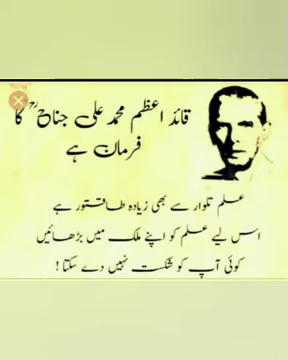 قائد اعظم محمد علی جناحؒ کا
فرمان ہے
علم تلوار سے بھی زیادہ طاقتور ہے
اس لیے علم کو اپنے ملک میں بڑھائیں
کوئی آپ کو شکست نہیں دے سکتا !